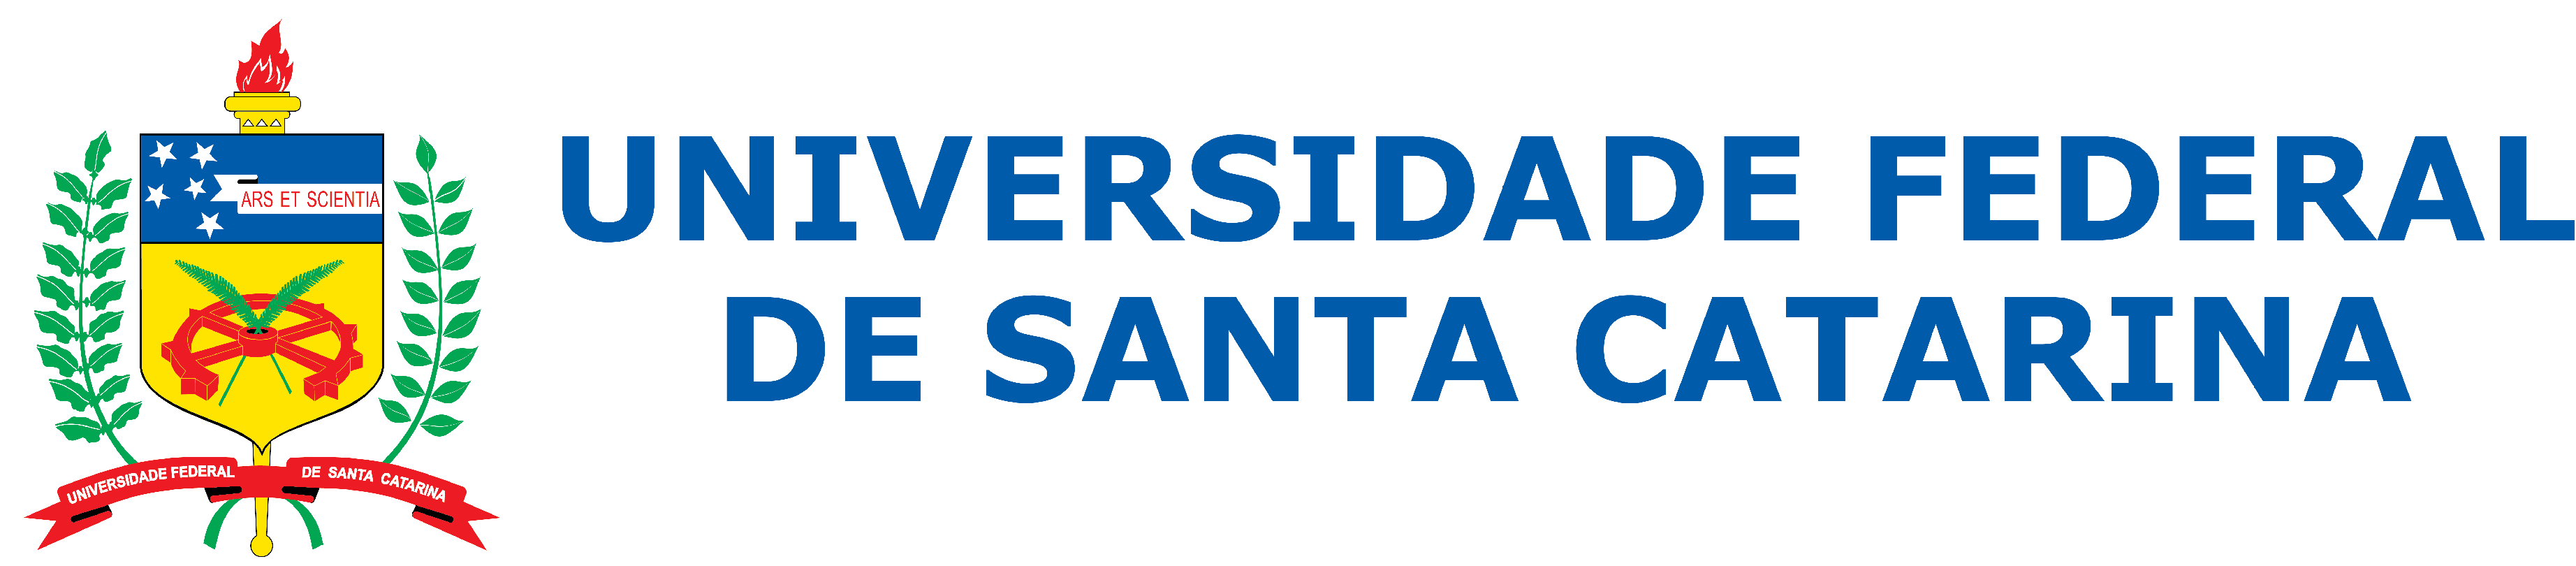 ARS ET SCIENTIA
UNIVERSIDADE FEDERAL DE SANTA CATARINA
UNIVERSIDADE FEDERAL
DE SANTA CATARINA